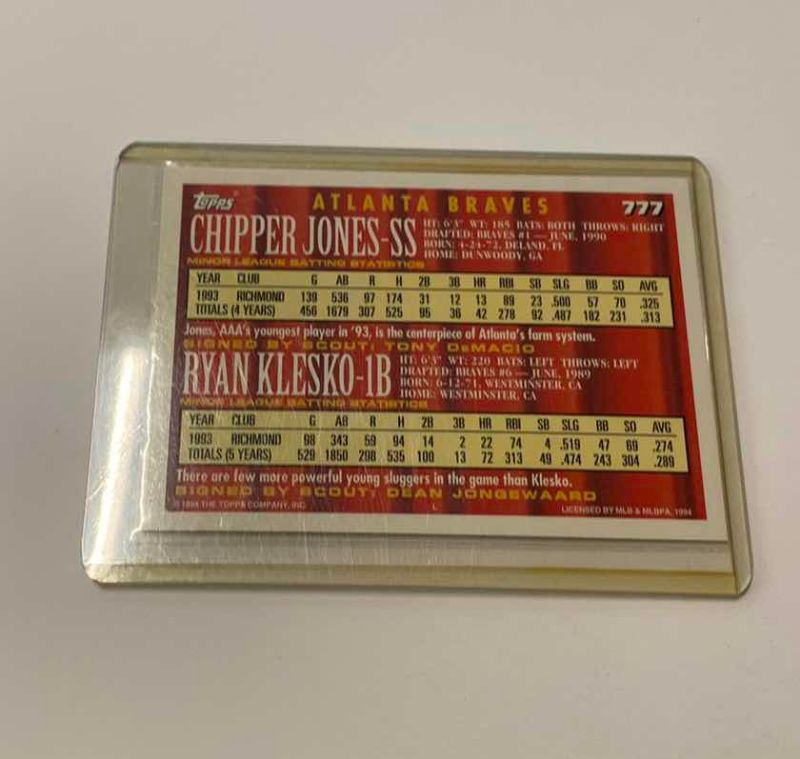 TOPPS ATLANTA BRAVES 777
CHIPPER JONES-SS
HT: 6'3" WT: 185 BATS: BOTH THROWS: RIGHT
DRAFTED: BRAVES #1 — JUNE, 1990
BORN: 4-24-72, DELAND, FL
HOME: DUNWOODY, GA
MINOR LEAGUE BATTING STATISTICS
YEAR CLUB G AB R H 2B 3B HR RBI SB SLG BB SO AVG
1993 RICHMOND 139 536 97 174 31 12 13 89 23 .500 57 70 .325
TOTALS (4 YEARS) 456 1679 307 525 95 36 42 278 92 .487 182 231 .313
Jones, AAA's youngest player in '93, is the centerpiece of Atlanta's farm system.
SIGNED BY SCOUT: TONY DeMACIO
RYAN KLESKO-1B
HT: 6'3" WT: 220 BATS: LEFT THROWS: LEFT
DRAFTED: BRAVES #6 — JUNE, 1989
BORN: 6-12-71, WESTMINSTER, CA
HOME: WESTMINSTER, CA
MINOR LEAGUE BATTING STATISTICS
YEAR CLUB G AB R H 2B 3B HR RBI SB SLG BB SO AVG
1993 RICHMOND 98 343 59 94 14 2 22 74 4 .519 47 69 .274
TOTALS (5 YEARS) 529 1850 298 535 100 13 72 313 49 .474 243 304 .289
There are few more powerful young sluggers in the game than Klesko.
SIGNED BY SCOUT: DEAN JONGEWAARD
© 1994 THE TOPPS COMPANY, INC. L LICENSED BY MLB & MLBPA, 1994